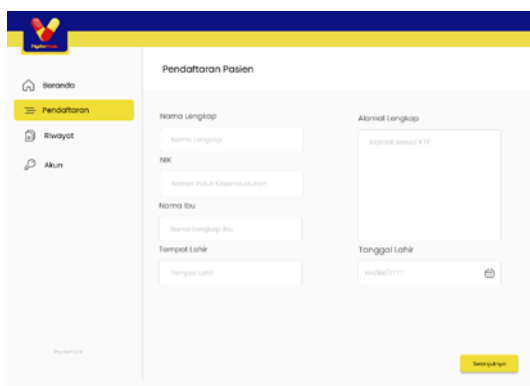 Pendaftaran Pasien
Beranda
Pendaftaran
Riwayat
Akun
Nama Lengkap
Nama Lengkap
NIK
Nomor Induk Kependudukan
Nama Ibu
Nama Lengkap Ibu
Tempat Lahir
Tempat Lahir
Alamat Lengkap
Alamat sesuai KTP
Tanggal Lahir
Selanjutnya